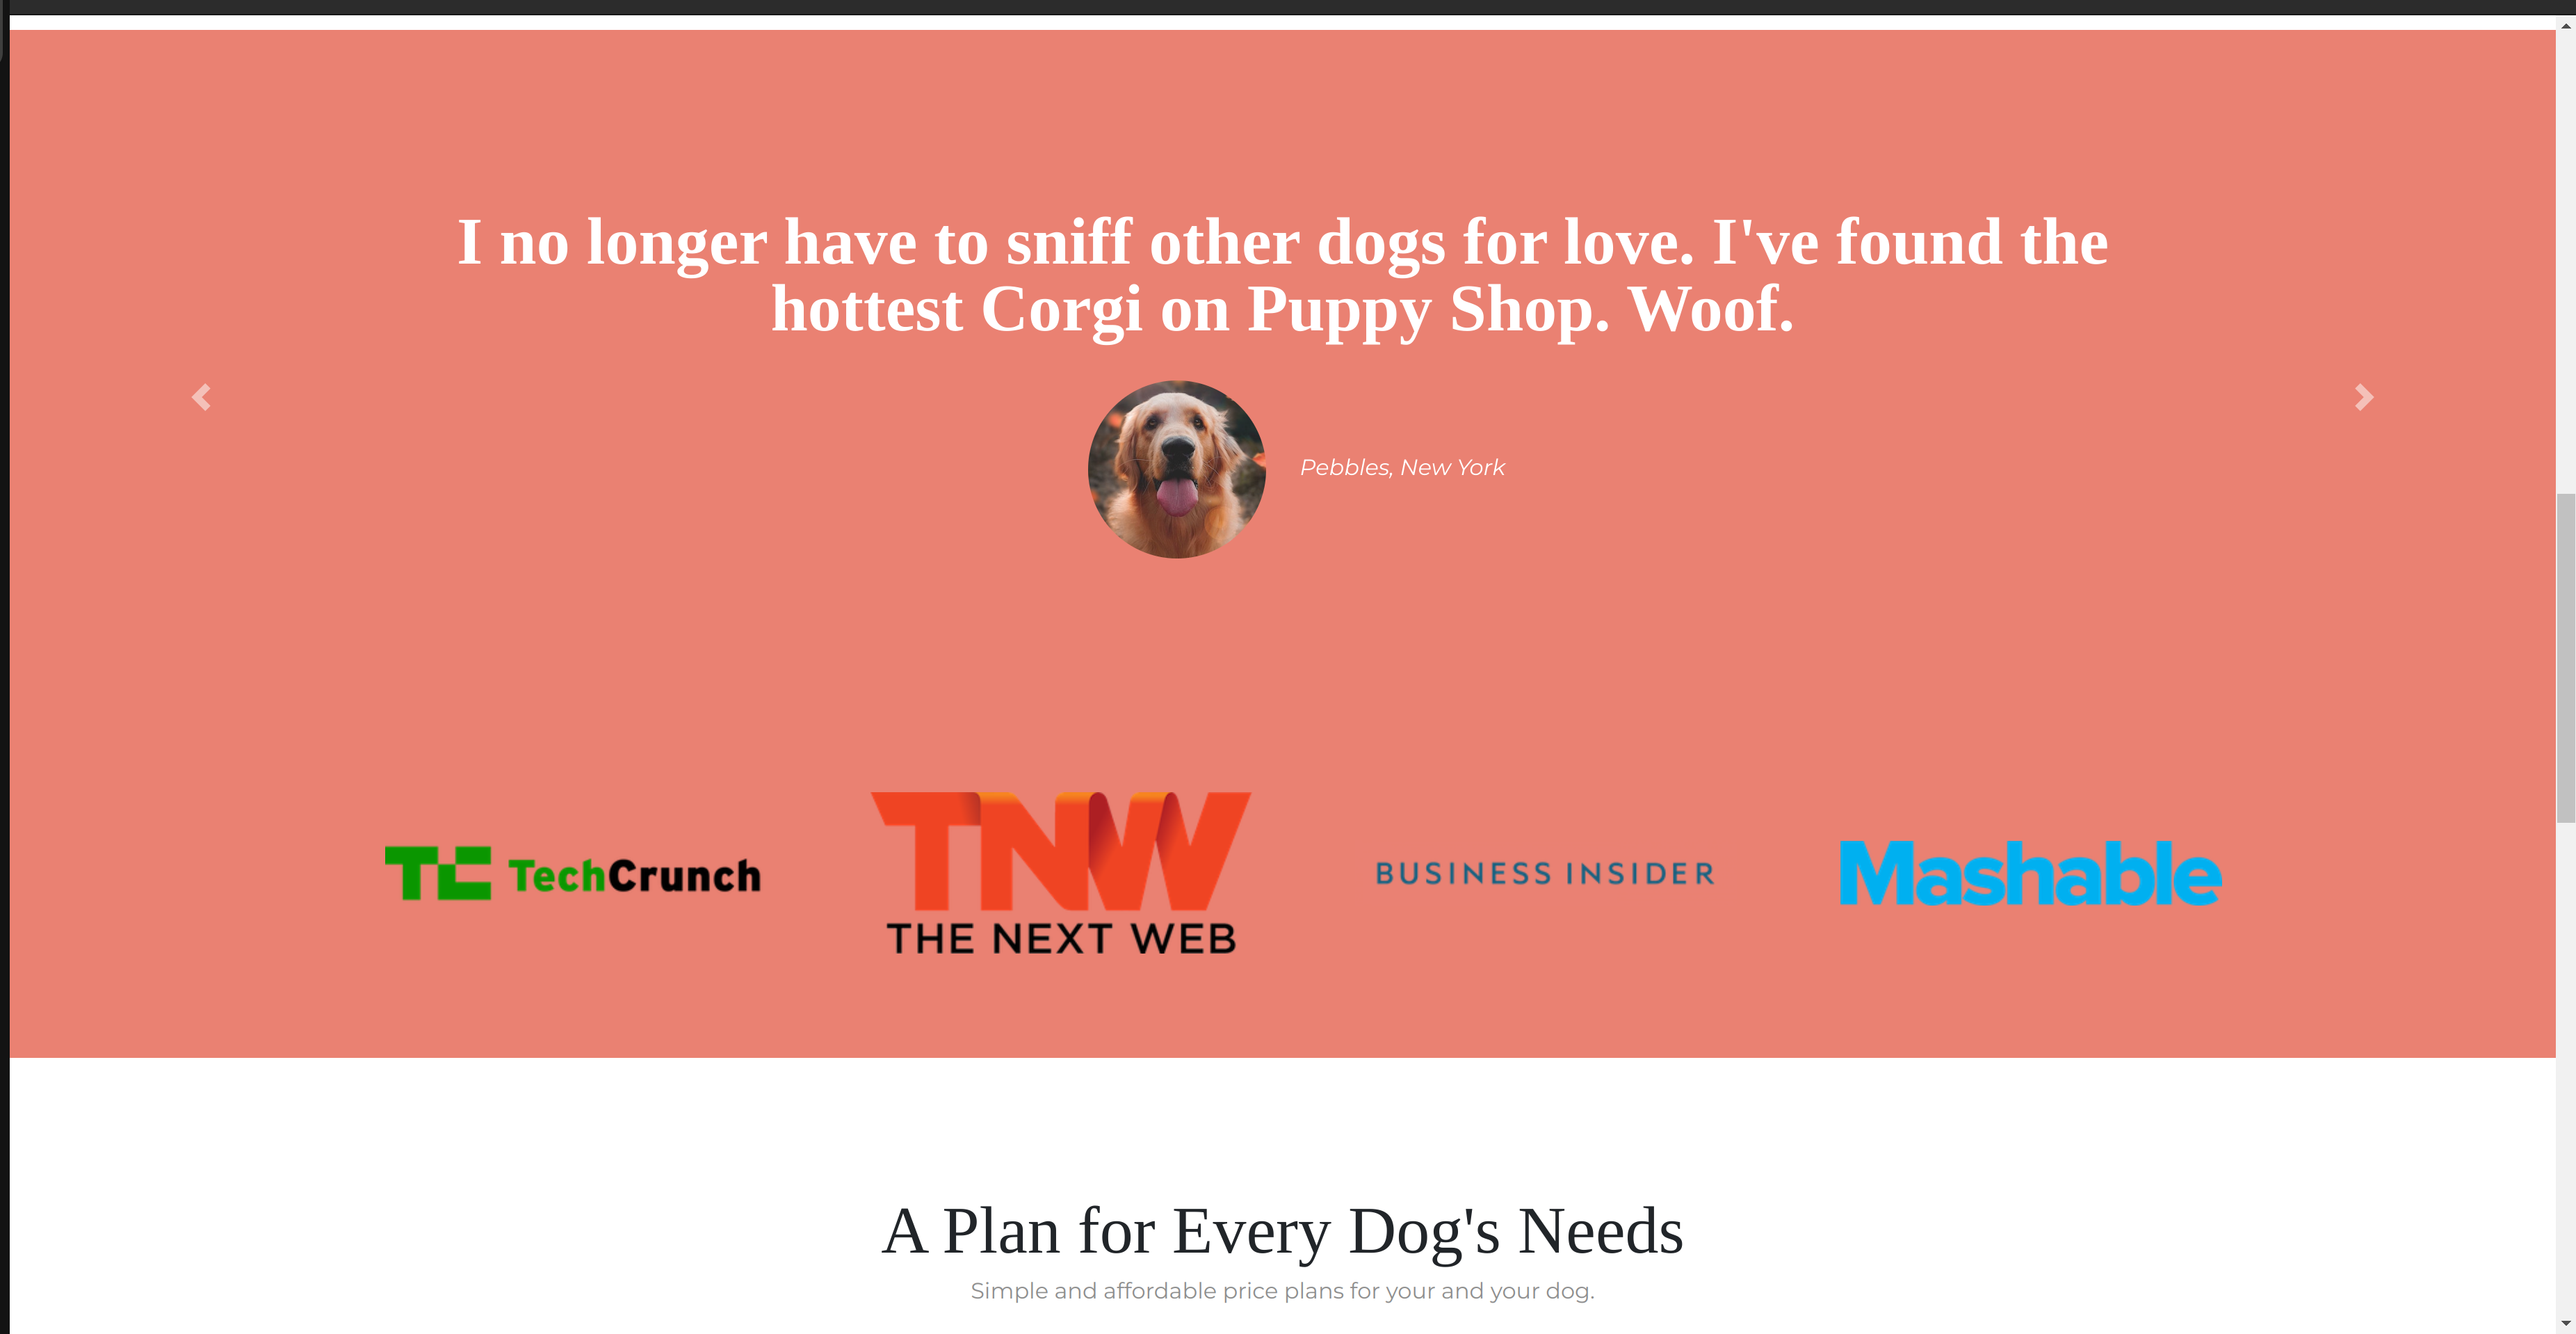 I no longer have to sniff other dogs for love. I've found the
hottest Corgi on Puppy Shop. Woof.
Pebbles, New York
TC TechCrunch
TNW
THE NEXT WEB
BUSINESS INSIDER
Mashable
A Plan for Every Dog's Needs
Simple and affordable price plans for your and your dog.